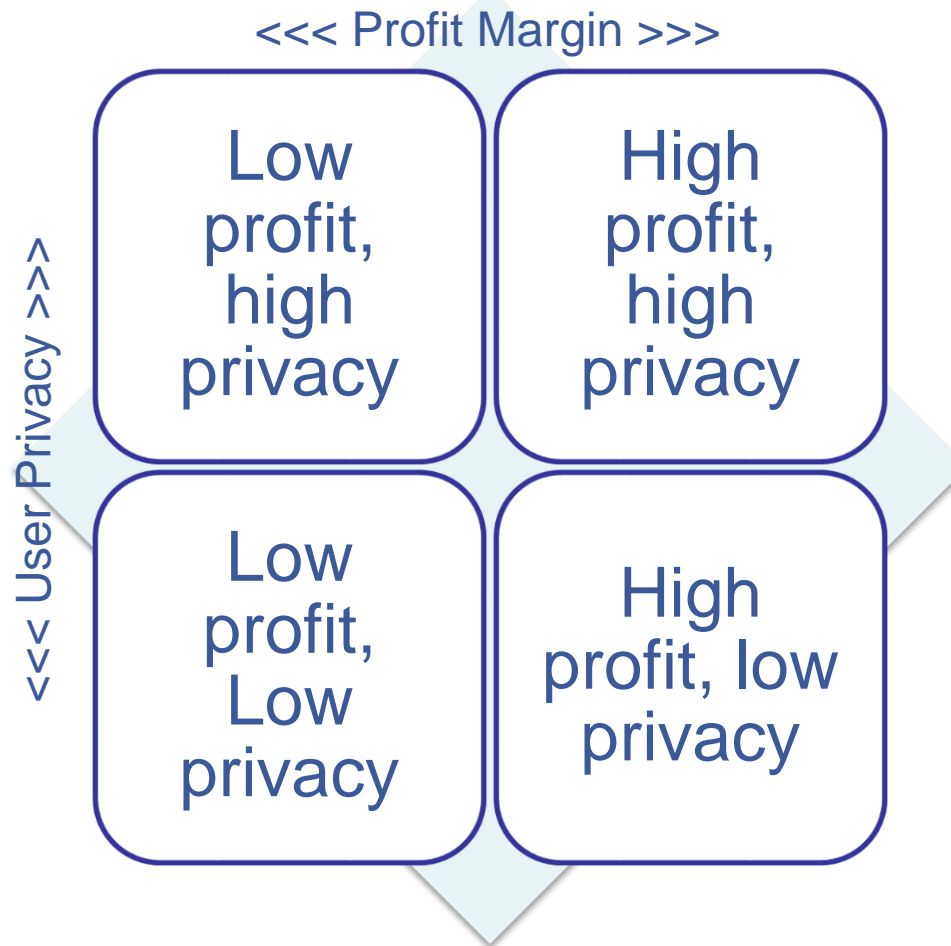 <<< Profit Margin >>>
<<< User Privacy >>>
Low
profit,
high
privacy
High
profit,
high
privacy
Low
profit,
Low
privacy
High
profit, low
privacy